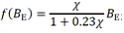 f(B_E) = χ / (1 + 0.23χ) B_E;